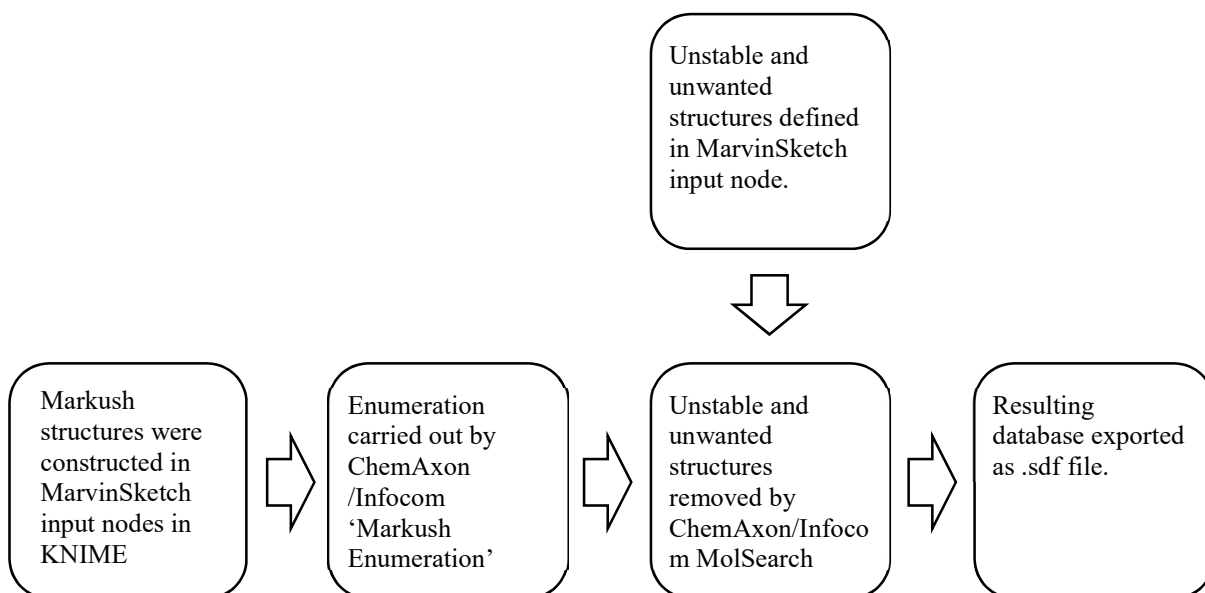 Unstable and
unwanted
structures defined
in MarvinSketch
input node.
Markush
structures were
constructed in
MarvinSketch
input nodes in
KNIME
Enumeration
carried out by
ChemAxon
/Infocom
‘Markush
Enumeration’
Unstable and
unwanted
structures
removed by
ChemAxon/Infoco
m MolSearch
Resulting
database exported
as .sdf file.